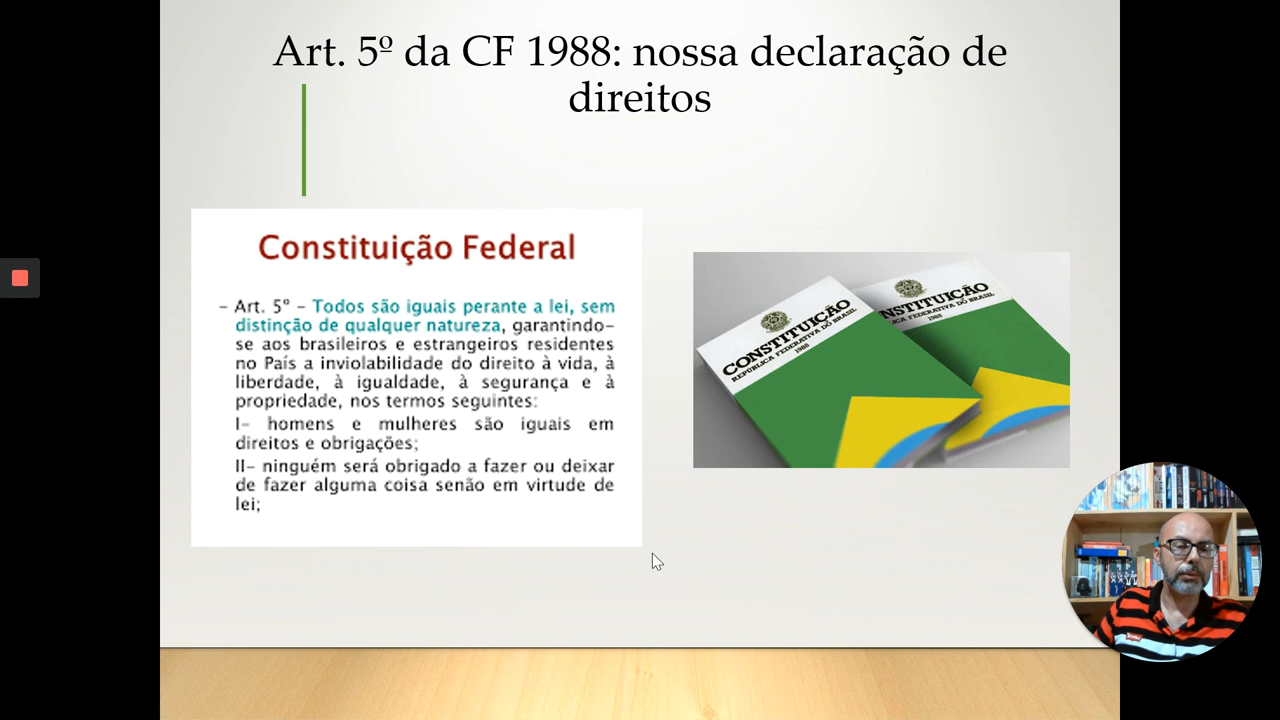 Art. 5º da CF 1988: nossa declaração de
direitos
Constituição Federal
– Art. 5º – Todos são iguais perante a lei, sem
distinção de qualquer natureza, garantindo-
se aos brasileiros e estrangeiros residentes
no País a inviolabilidade do direito à vida, à
liberdade, à igualdade, à segurança e à
propriedade, nos termos seguintes:
I– homens e mulheres são iguais em
direitos e obrigações;
II– ninguém será obrigado a fazer ou deixar
de fazer alguma coisa senão em virtude de
lei;
CONSTITUIÇÃO
REPÚBLICA FEDERATIVA DO BRASIL
1988
NSTITUIÇÃO
BLICA FEDERATIVA DO BRASIL
1988